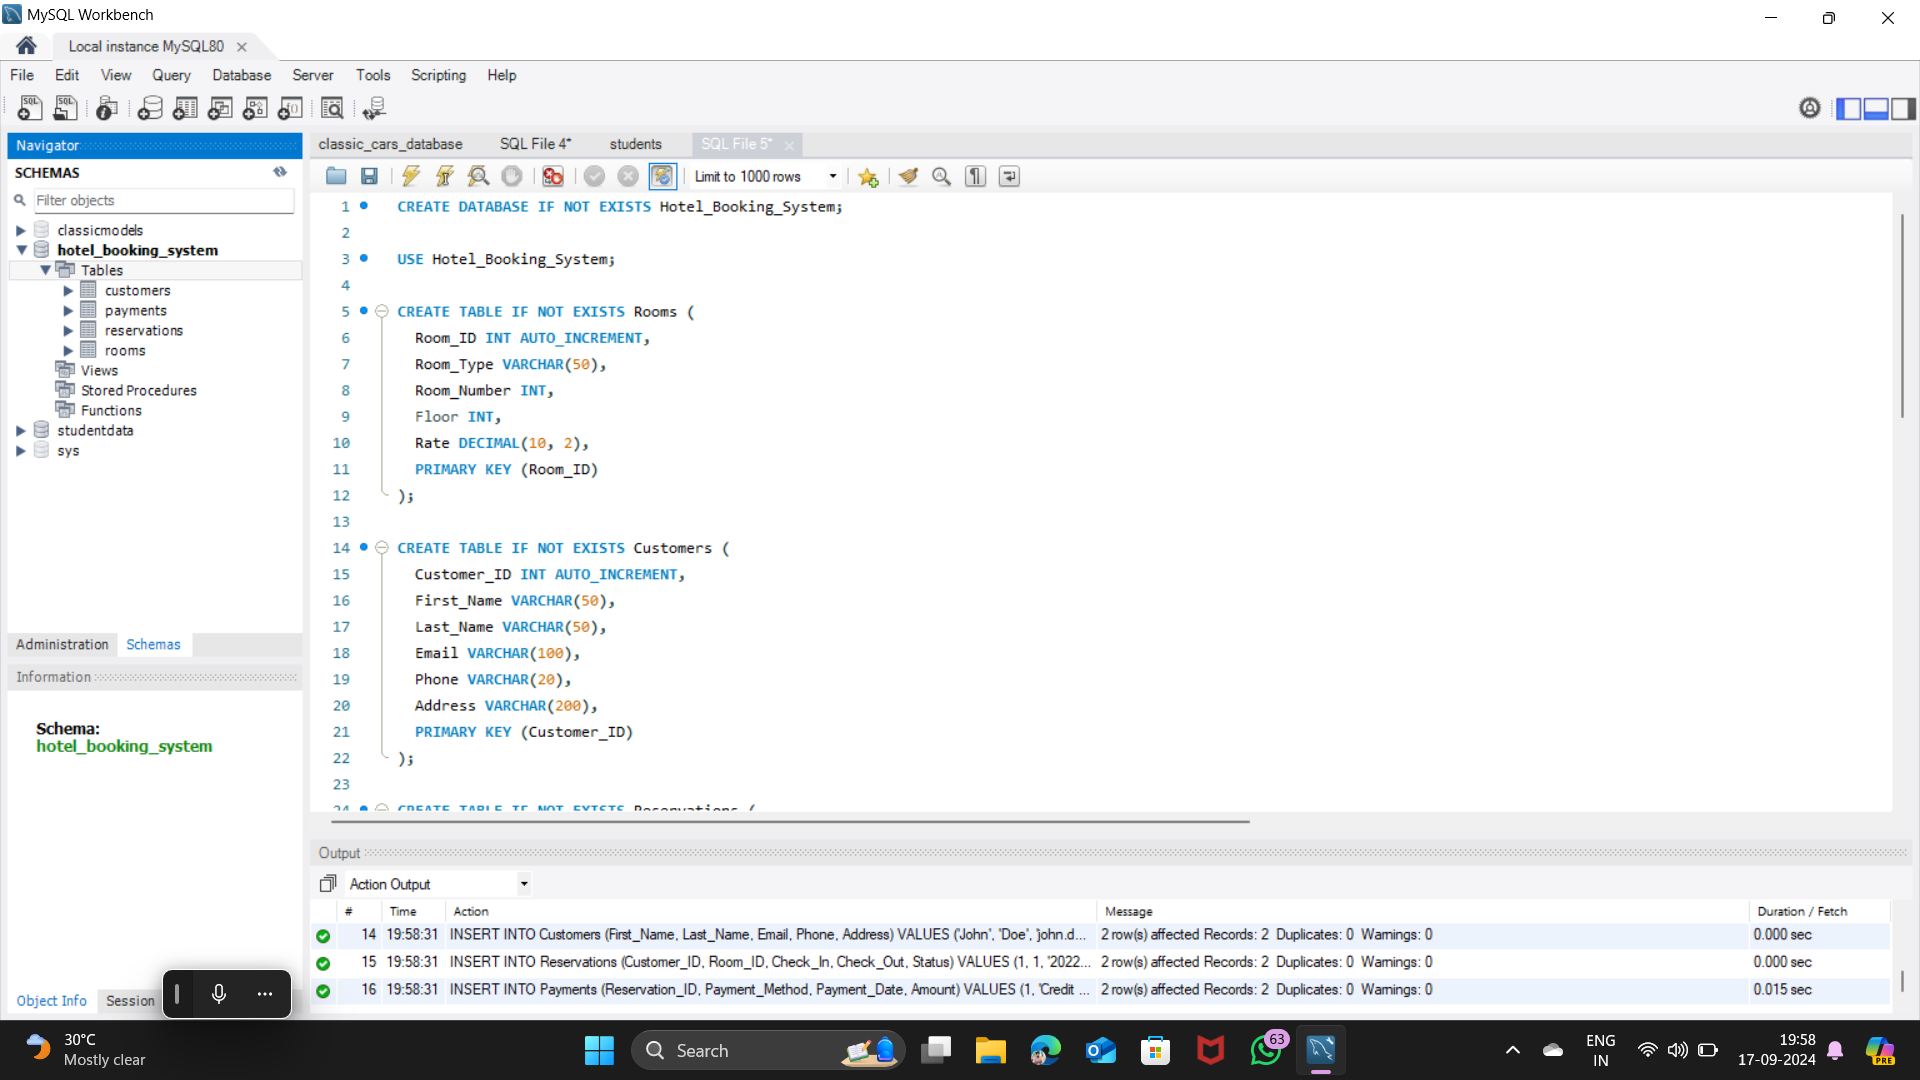 MySQL Workbench
Local instance MySQL80
File Edit View Query Database Server Tools Scripting Help
Navigator
SCHEMAS
Filter objects
classicmodels
hotel_booking_system
Tables
customers
payments
reservations
rooms
Views
Stored Procedures
Functions
studentdata
sys
Administration Schemas
Information
Schema:
hotel_booking_system
Object Info Session
classic_cars_database SQL File 4* students SQL File 5*
Limit to 1000 rows
1 CREATE DATABASE IF NOT EXISTS Hotel_Booking_System;
2
3 USE Hotel_Booking_System;
4
5 CREATE TABLE IF NOT EXISTS Rooms (
6 Room_ID INT AUTO_INCREMENT,
7 Room_Type VARCHAR(50),
8 Room_Number INT,
9 Floor INT,
10 Rate DECIMAL(10, 2),
11 PRIMARY KEY (Room_ID)
12 );
13
14 CREATE TABLE IF NOT EXISTS Customers (
15 Customer_ID INT AUTO_INCREMENT,
16 First_Name VARCHAR(50),
17 Last_Name VARCHAR(50),
18 Email VARCHAR(100),
19 Phone VARCHAR(20),
20 Address VARCHAR(200),
21 PRIMARY KEY (Customer_ID)
22 );
23
24 CREATE TABLE IF NOT EXISTS Reservations (
Output
Action Output
# Time Action Message Duration / Fetch
14 19:58:31 INSERT INTO Customers (First_Name, Last_Name, Email, Phone, Address) VALUES ('John', 'Doe', 'john.d... 2 row(s) affected Records: 2 Duplicates: 0 Warnings: 0 0.000 sec
15 19:58:31 INSERT INTO Reservations (Customer_ID, Room_ID, Check_In, Check_Out, Status) VALUES (1, 1, '2022... 2 row(s) affected Records: 2 Duplicates: 0 Warnings: 0 0.000 sec
16 19:58:31 INSERT INTO Payments (Reservation_ID, Payment_Method, Payment_Date, Amount) VALUES (1, 'Credit ... 2 row(s) affected Records: 2 Duplicates: 0 Warnings: 0 0.015 sec
30°C
Mostly clear
Search
63
ENG
IN
19:58
17-09-2024
PRE